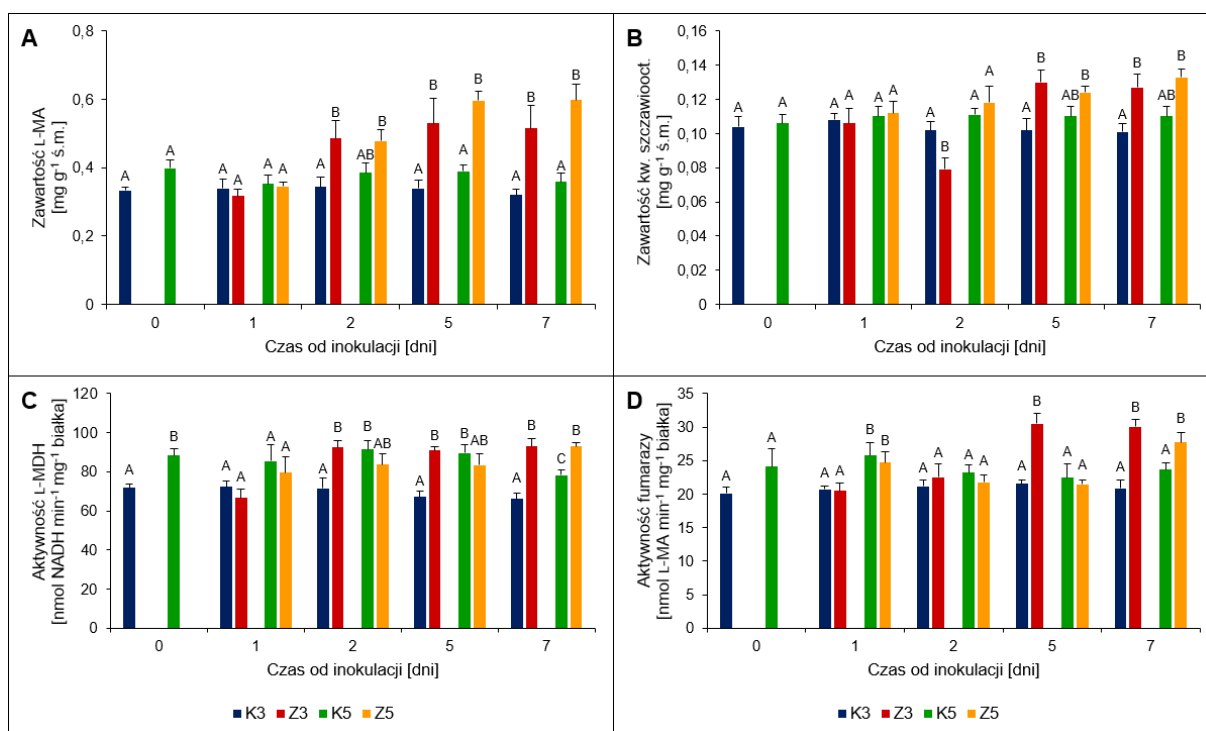 A
Zawartość L-MA
[mg g-1 ś.m.]
0,8
0,6
0,4
0,2
0
A A A A A A A B AB B A B B A B A B
0 1 2 5 7
Czas od inokulacji [dni]
B
Zawartość kw. szczawiooct.
[mg g-1 ś.m.]
0,16
0,14
0,12
0,10
0,08
0,06
0,04
0,02
0
A A A A A A A B A A A B AB B A B AB B
0 1 2 5 7
Czas od inokulacji [dni]
C
Aktywność L-MDH
[nmol NADH min-1 mg-1 białka]
120
100
80
60
40
20
0
A B A A A A A B B AB A B B AB A B C B
0 1 2 5 7
Czas od inokulacji [dni]
K3 Z3 K5 Z5
D
Aktywność fumarazy
[nmol L-MA min-1 mg-1 białka]
35
30
25
20
15
10
5
0
A A A A B B A A A A A B A A A B A B
0 1 2 5 7
Czas od inokulacji [dni]
K3 Z3 K5 Z5